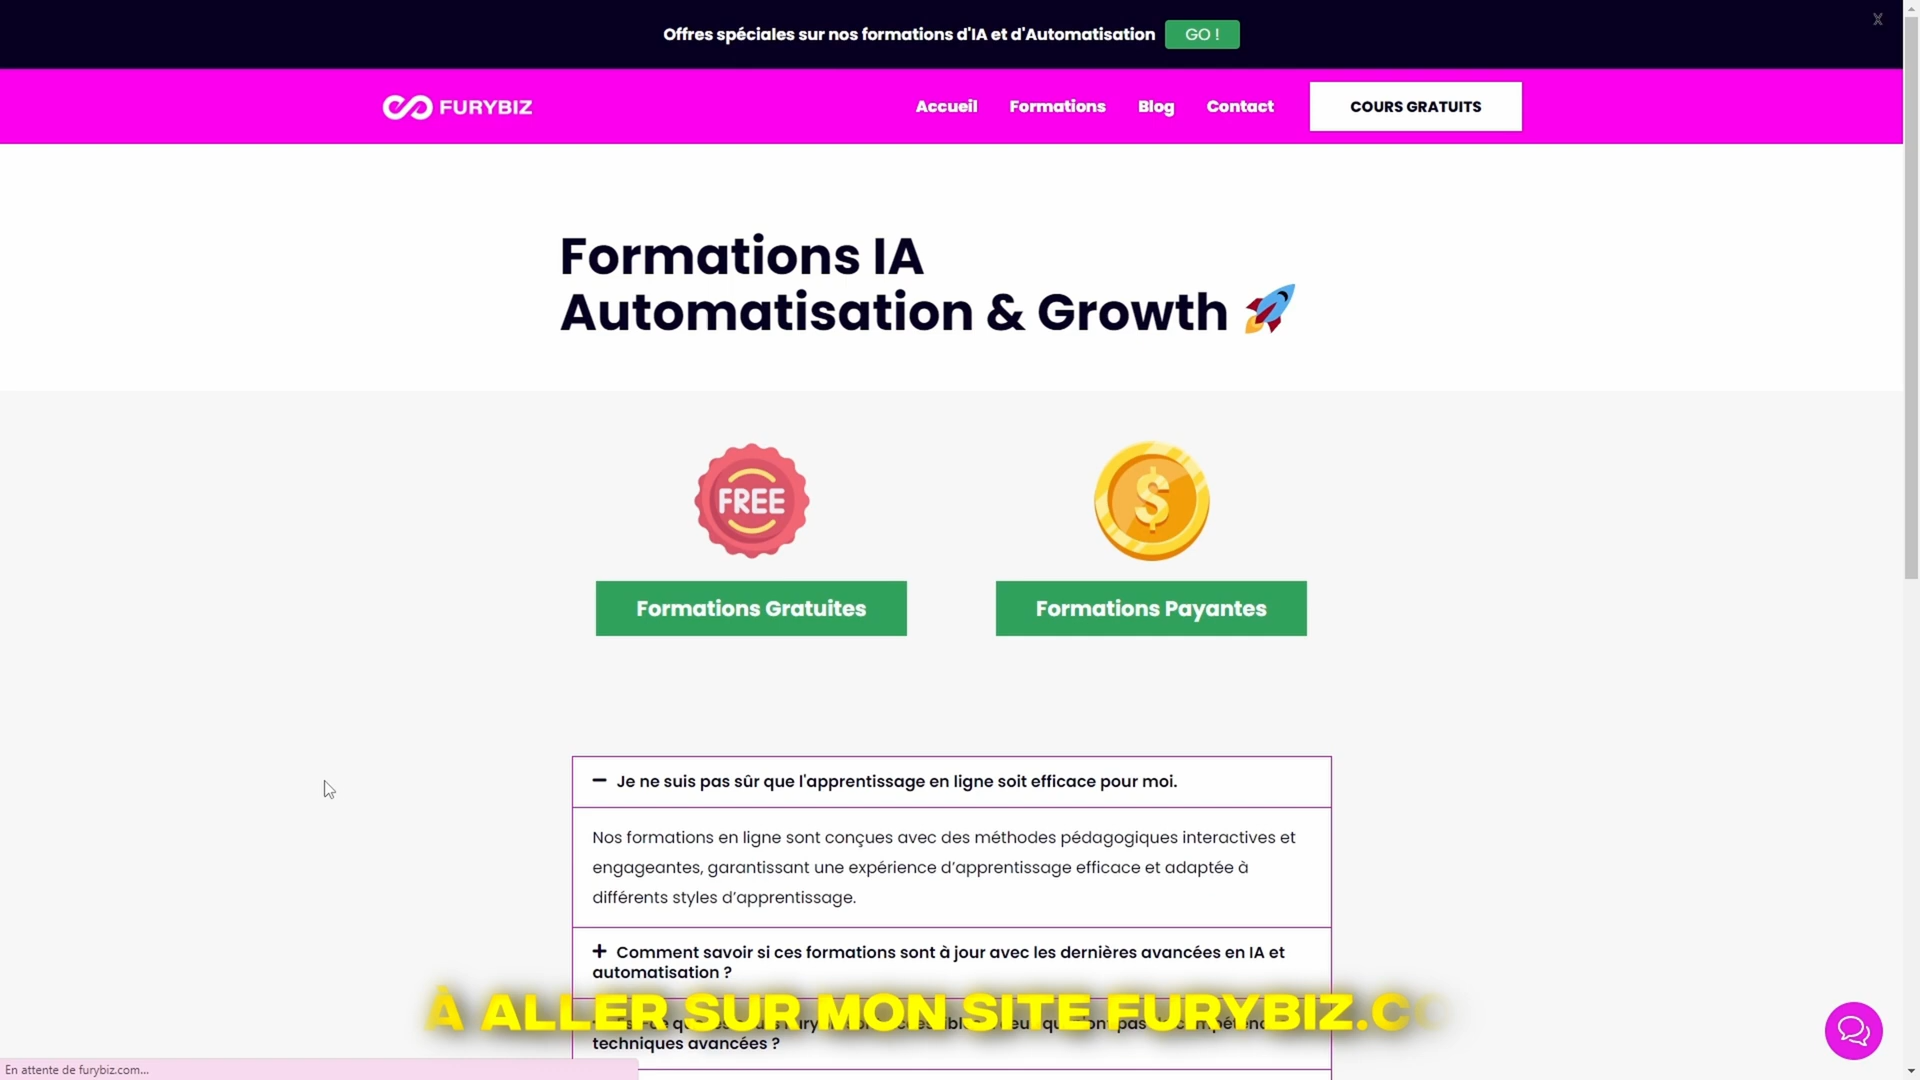 Offres spéciales sur nos formations d'IA et d'Automatisation GO !
X
FURYBIZ Accueil Formations Blog Contact COURS GRATUITS
Formations IA
Automatisation & Growth
FREE $
Formations Gratuites Formations Payantes
Je ne suis pas sûr que l'apprentissage en ligne soit efficace pour moi.
Nos formations en ligne sont conçues avec des méthodes pédagogiques interactives et
engageantes, garantissant une expérience d’apprentissage efficace et adaptée à
différents styles d’apprentissage.
Comment savoir si ces formations sont à jour avec les dernières avancées en IA et
automatisation ?
À ALLER SUR MON SITE FURYBIZ.CO
techniques avancées ?
En attente de furybiz.com...